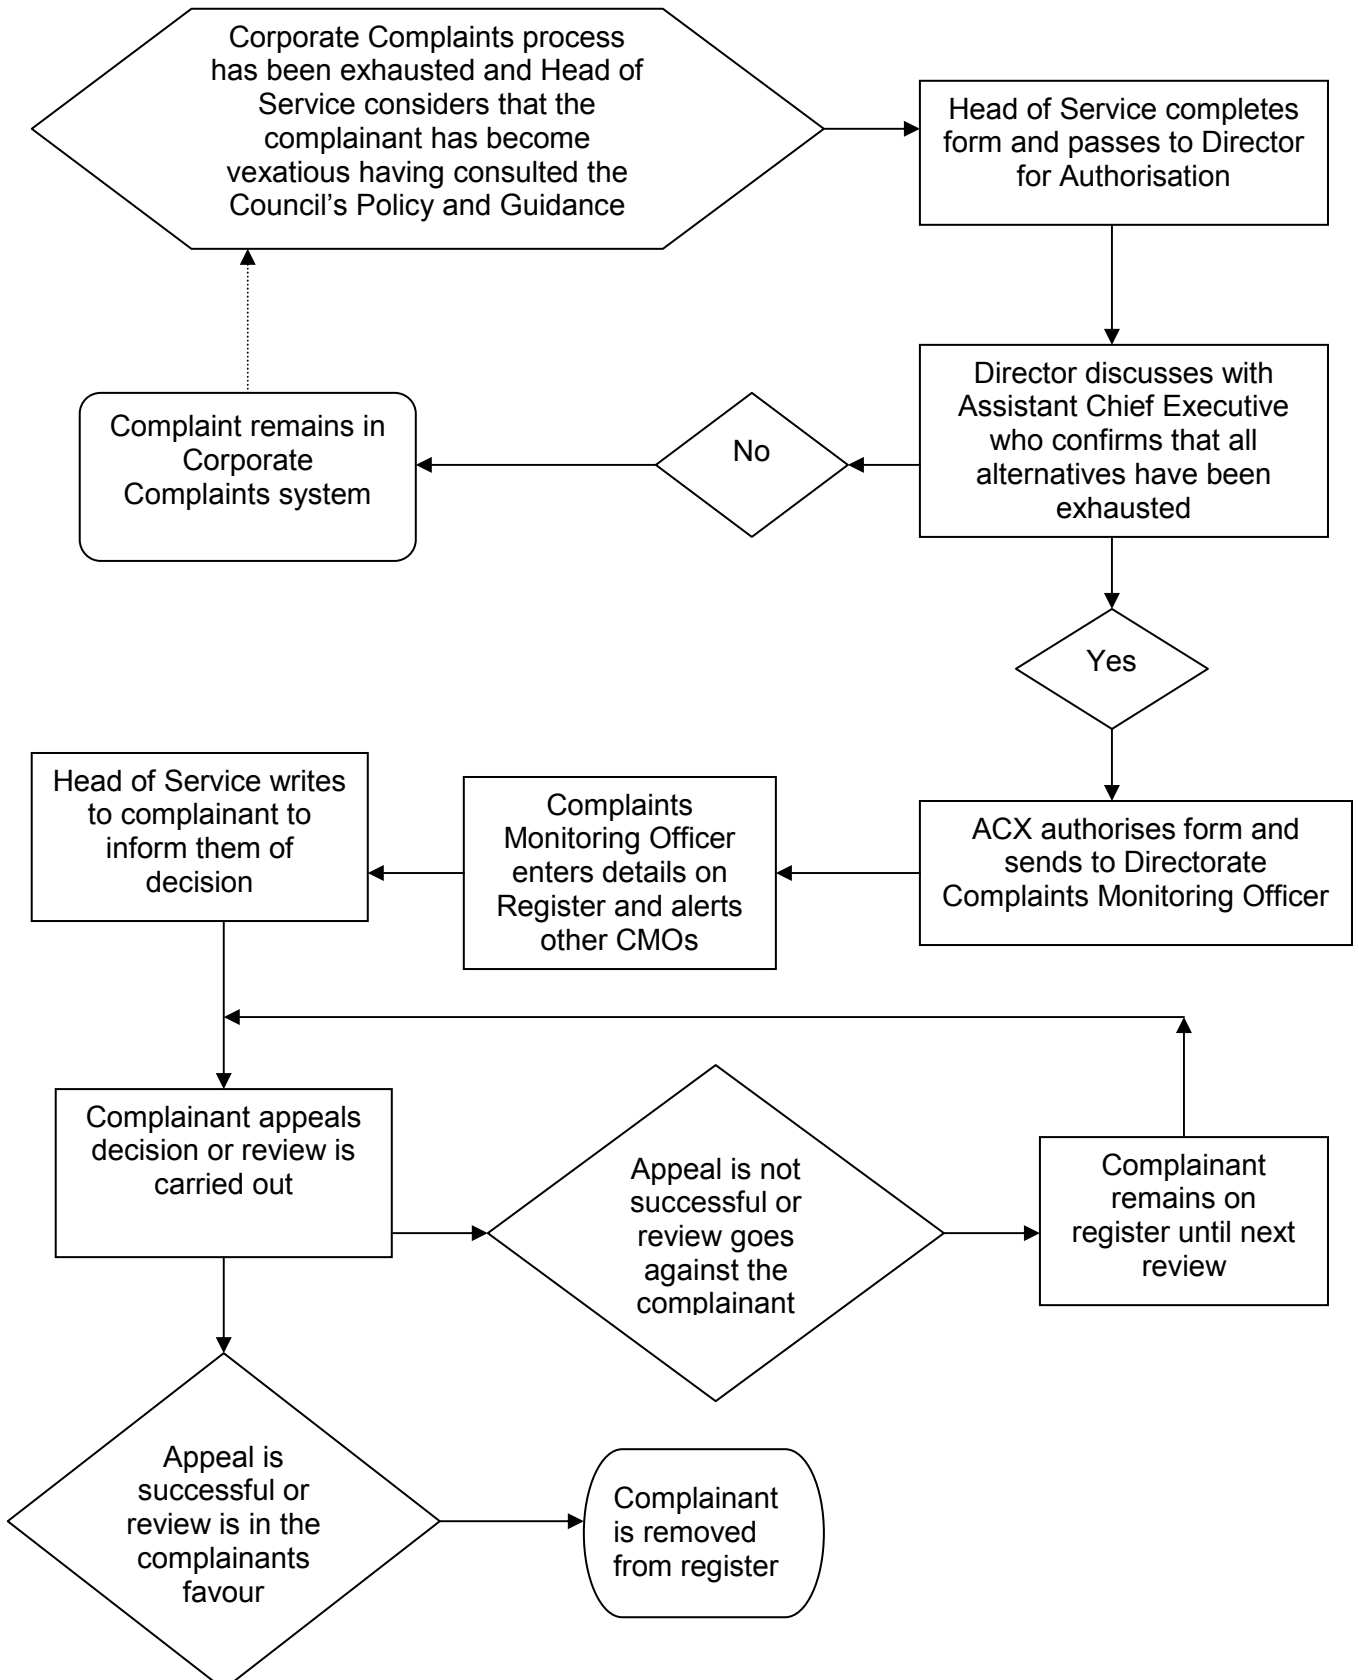 Corporate Complaints process
has been exhausted and Head of
Service considers that the
complainant has become
vexatious having consulted the
Council’s Policy and Guidance
Head of Service completes
form and passes to Director
for Authorisation
Director discusses with
Assistant Chief Executive
who confirms that all
alternatives have been
exhausted
No
Complaint remains in
Corporate
Complaints system
Yes
ACX authorises form and
sends to Directorate
Complaints Monitoring Officer
Complaints
Monitoring Officer
enters details on
Register and alerts
other CMOs
Head of Service writes
to complainant to
inform them of
decision
Complainant appeals
decision or review is
carried out
Appeal is not
successful or
review goes
against the
complainant
Complainant
remains on
register until next
review
Appeal is
successful or
review is in the
complainants
favour
Complainant
is removed
from register